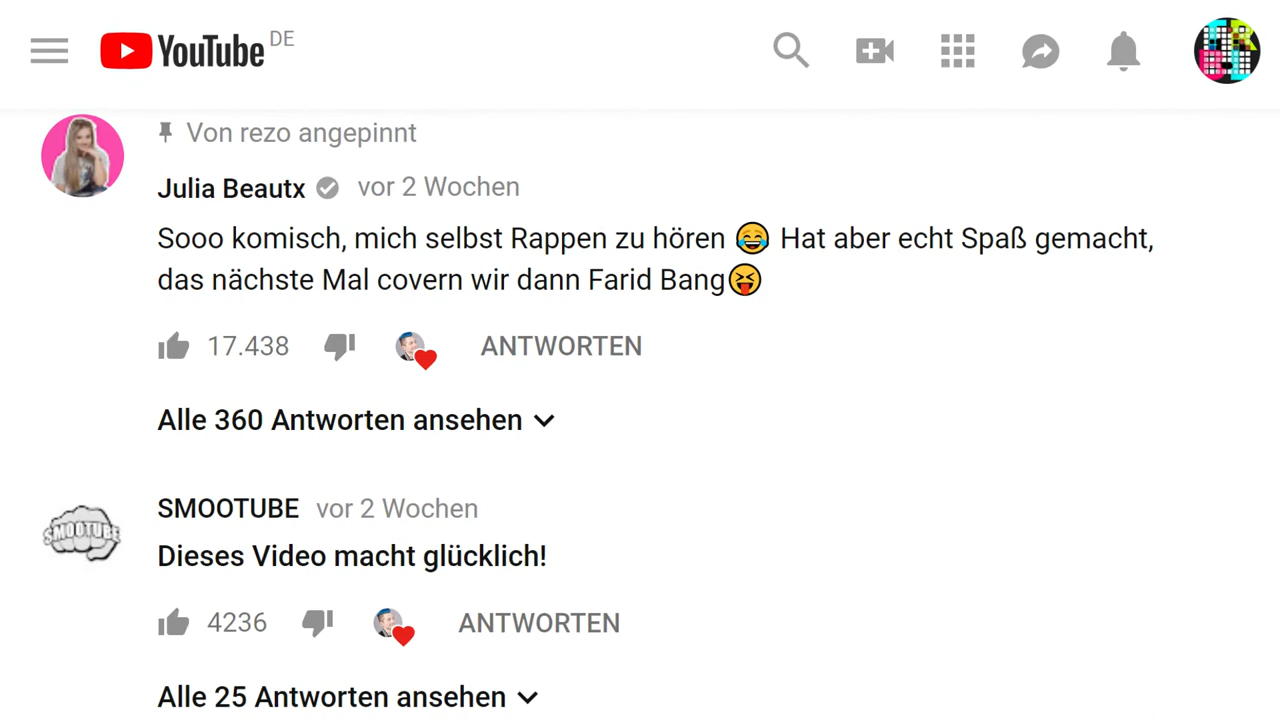 YouTube DE
Von rezo angepinnt
Julia Beautx vor 2 Wochen
Sooo komisch, mich selbst Rappen zu hören 😂 Hat aber echt Spaß gemacht,
das nächste Mal covern wir dann Farid Bang😝
17.438 ANTWORTEN
Alle 360 Antworten ansehen
SMOOTUBE
SMOOTUBE vor 2 Wochen
Dieses Video macht glücklich!
4236 ANTWORTEN
Alle 25 Antworten ansehen